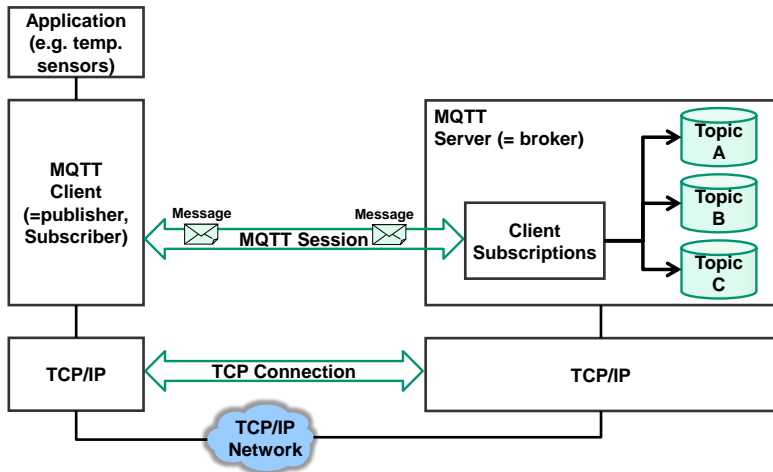 Application
(e.g. temp.
sensors)
MQTT
Client
(=publisher,
Subscriber)
Message
Message
MQTT Session
MQTT
Server (= broker)
Client
Subscriptions
Topic
A
Topic
B
Topic
C
TCP/IP
TCP Connection
TCP/IP
TCP/IP
Network